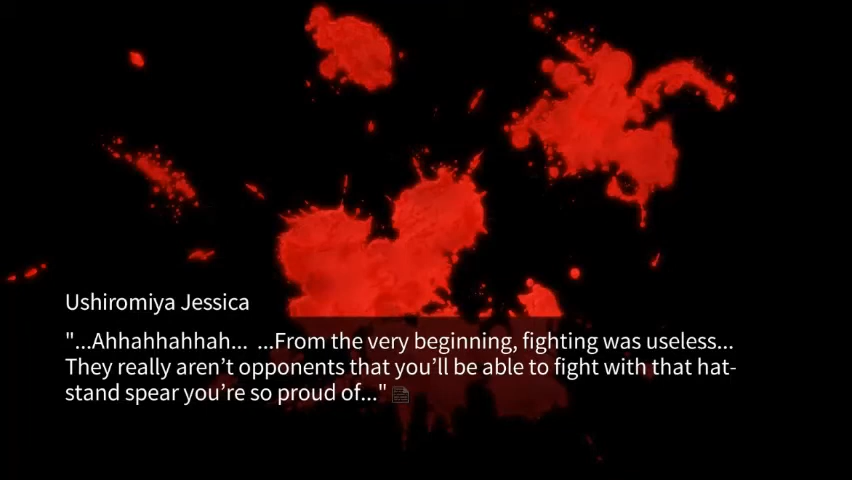 Ushiromiya Jessica
"...Ahhahhahhah... ...From the very beginning, fighting was useless...
They really aren’t opponents that you’ll be able to fight with that hat-
stand spear you’re so proud of..."